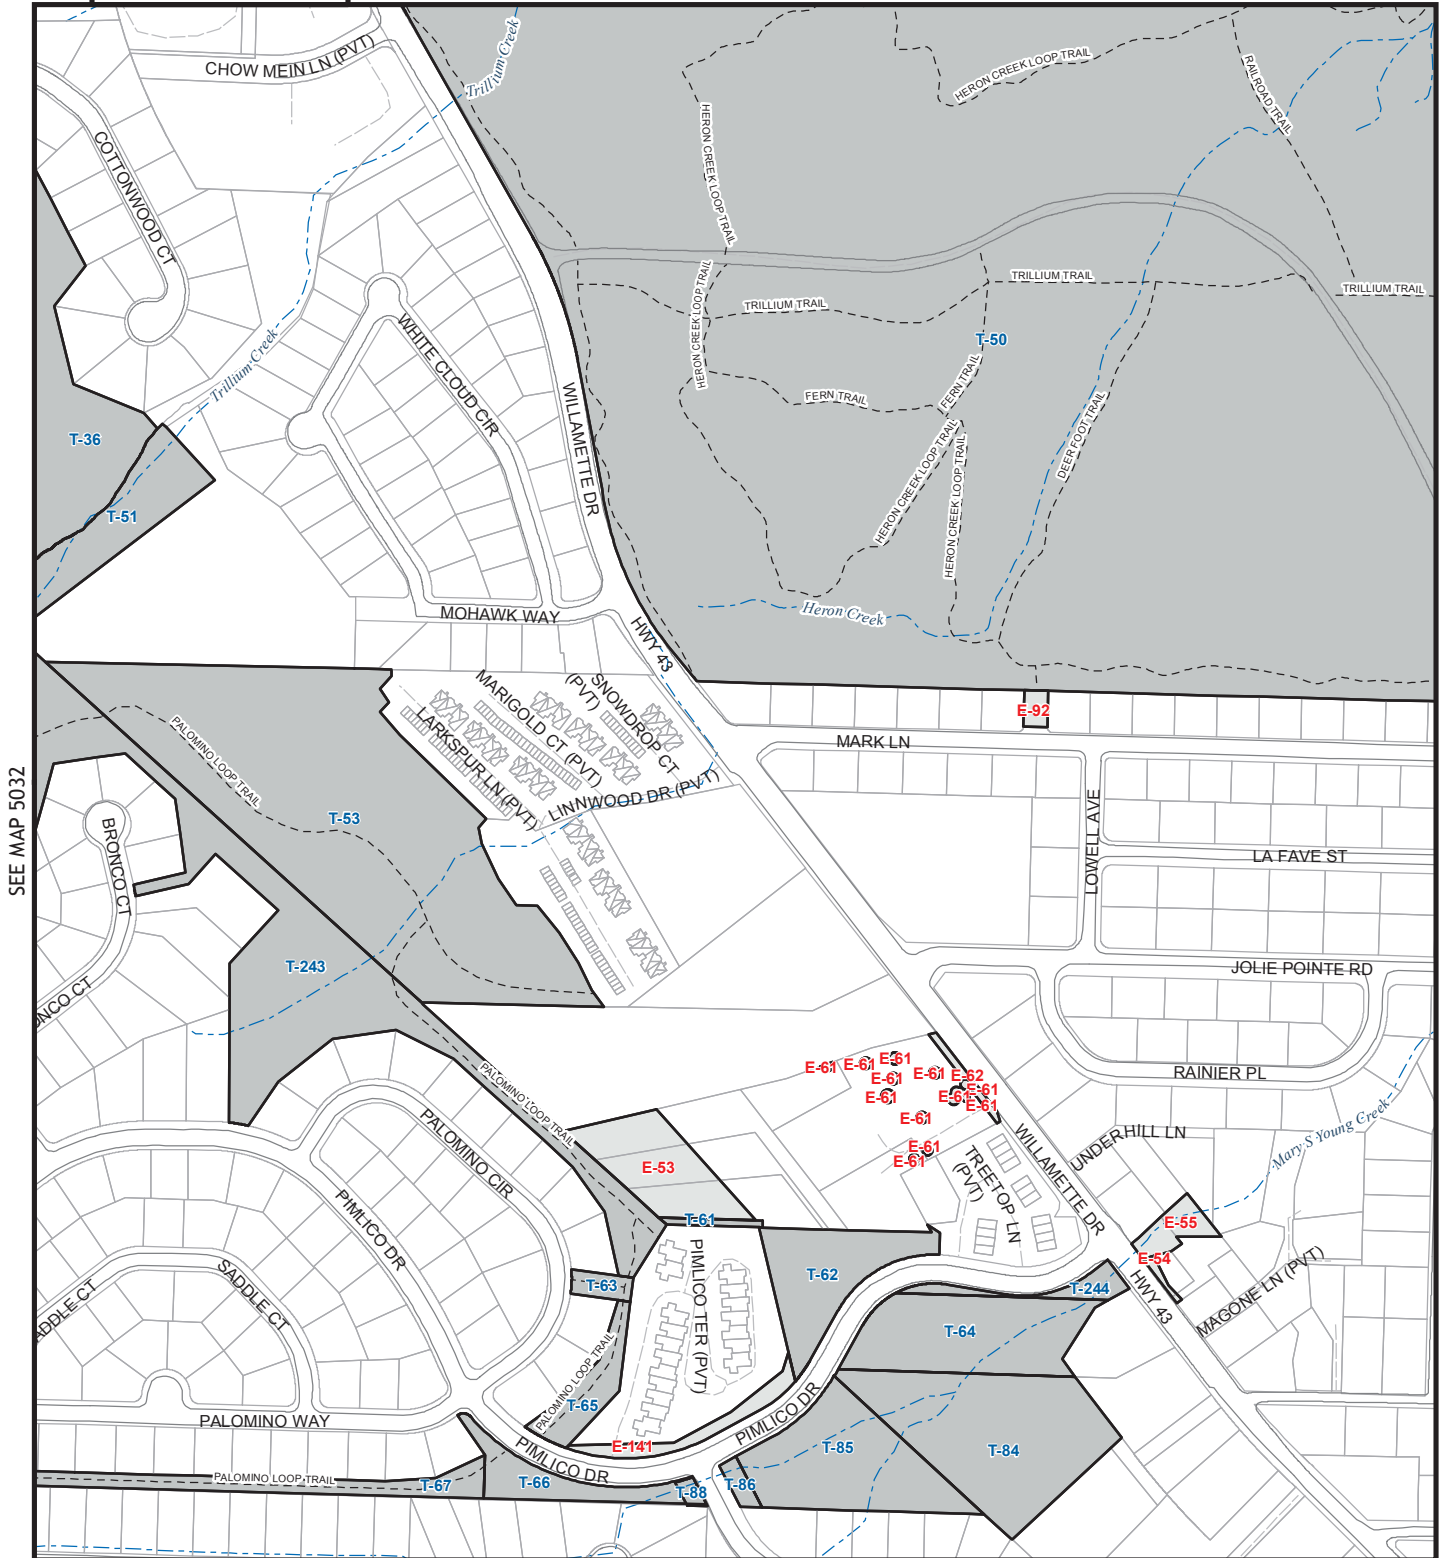 CHOW MEIN LN (PVT)
Trillium Creek
HERON CREEK LOOP TRAIL
RAILROAD TRAIL
HERON CREEK LOOP TRAIL
COTTONWOOD CT
TRILLIUM TRAIL
TRILLIUM TRAIL
TRILLIUM TRAIL
HERON CREEK LOOP TRAIL
Trillium Creek
WHITE CLOUD CIR
T-50
FERN TRAIL
FERN TRAIL
WILLAMETTE DR
DEER FOOT TRAIL
T-36
HERON CREEK LOOP TRAIL
HERON CREEK LOOP TRAIL
T-51
MOHAWK WAY
Heron Creek
HWY 43
SNOWDROP CT
(PVT)
MARIGOLD CT (PVT)
LARKSPUR LN (PVT)
LINNWOOD DR (PVT)
E-92
MARK LN
PALOMINO LOOP TRAIL
T-53
SEE MAP 5032
BRONCO CT
LOWELL AVE
LA FAVE ST
T-243
JOLIE POINTE RD
ONCO CT
RAINIER PL
E-61
E-61
E-61
E-61
E-61
E-62
E-61
E-61
E-61
E-61
E-61
E-61
E-61
PALOMINO LOOP TRAIL
PALOMINO CIR
UNDERHILL LN
Mary S Young Creek
WILLAMETTE DR
TREETOP LN
(PVT)
E-53
PIMLICO DR
T-61
E-55
E-54
T-62
T-63
T-244
HWY 43
MAGONE LN (PVT)
SADDLE CT
ADDLE CT
PIMLICO TER (PVT)
T-64
PALOMINO LOOP TRAIL
T-65
PALOMINO WAY
PIMLICO DR
E-141
T-85
T-84
PIMLICO DR
PALOMINO LOOP TRAIL
T-67
T-66
T-88
T-86